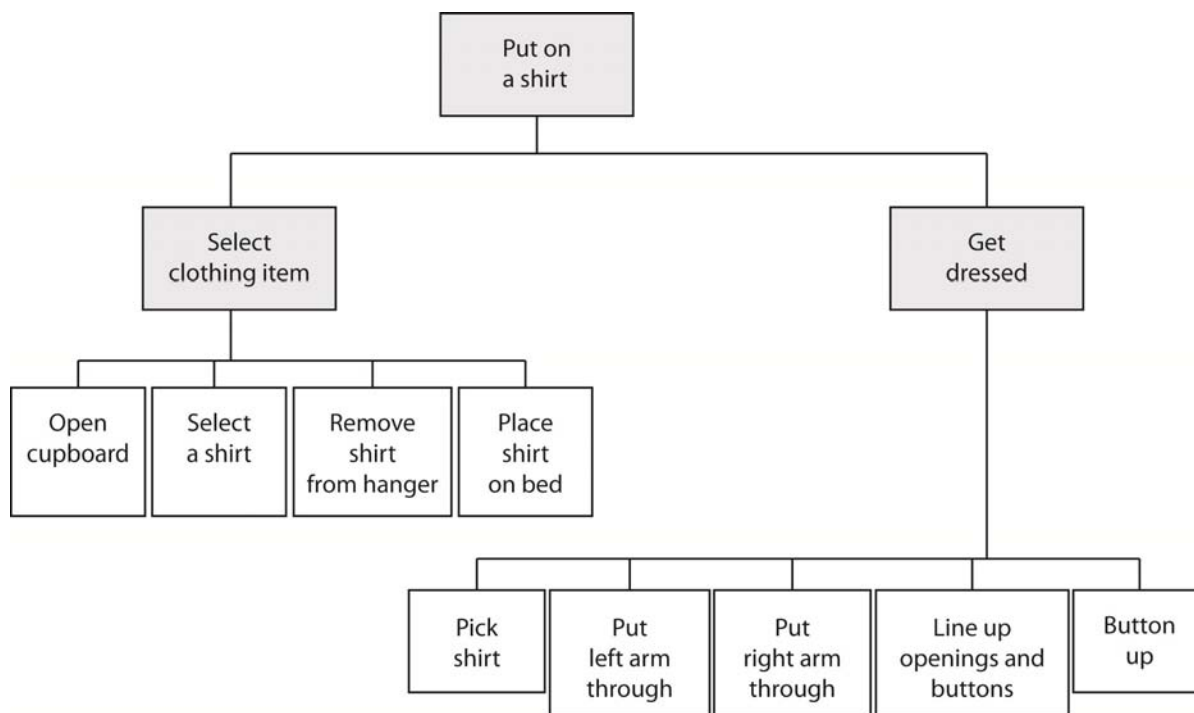 Put on
a shirt
Select
clothing item
Get
dressed
Open
cupboard
Select
a shirt
Remove
shirt
from hanger
Place
shirt
on bed
Pick
shirt
Put
left arm
through
Put
right arm
through
Line up
openings and
buttons
Button
up